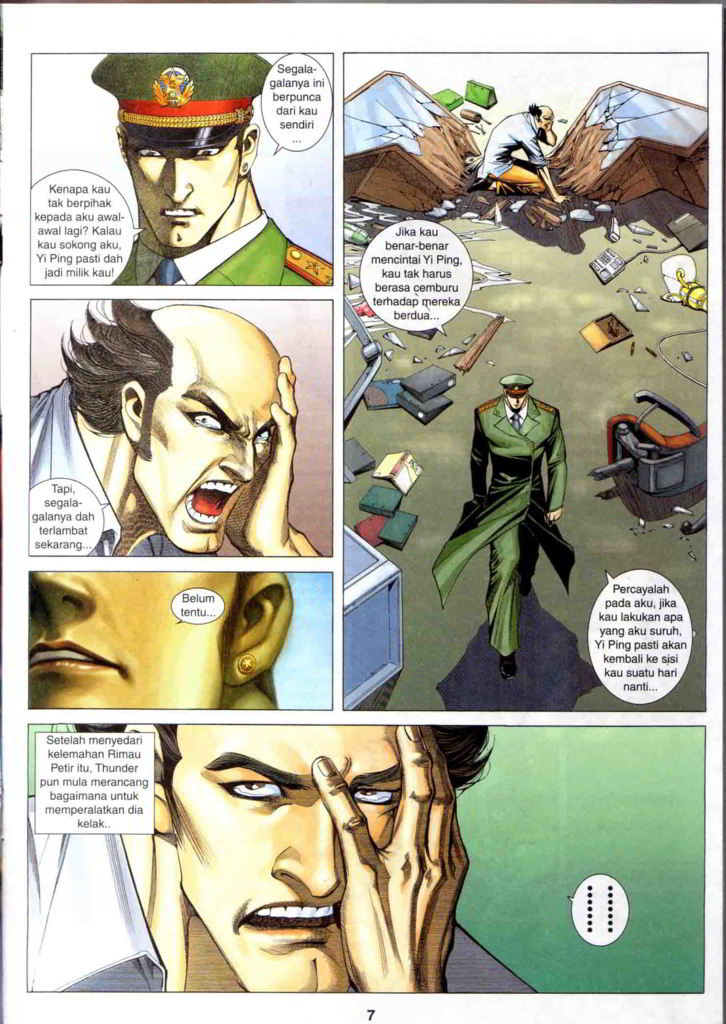 Segala-
galanya ini
berpunca
dari kau
sendiri
...
Kenapa kau
tak berpihak
kepada aku awal-
awal lagi? Kalau
kau sokong aku,
Yi Ping pasti dah
jadi milik kau!
Tapi,
segala-
galanya dah
terlambat
sekarang...
Belum
tentu...
Jika kau
benar-benar
mencintai Yi Ping,
kau tak harus
berasa cemburu
terhadap mereka
berdua...
Percayalah
pada aku, jika
kau lakukan apa
yang aku suruh,
Yi Ping pasti akan
kembali ke sisi
kau suatu hari
nanti...
Setelah menyedari
kelemahan Rimau
Petir itu, Thunder
pun mula merancang
bagaimana untuk
memperalatkan dia
kelak..
7